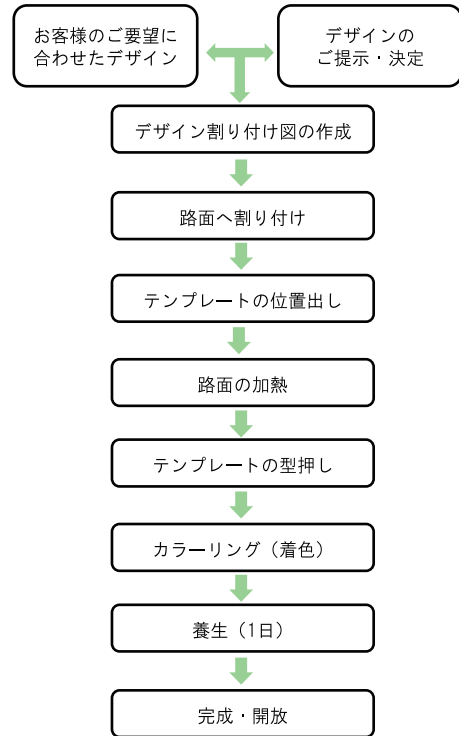 お客様のご要望に
合わせたデザイン
デザインの
ご提示・決定
デザイン割り付け図の作成
路面へ割り付け
テンプレートの位置出し
路面の加熱
テンプレートの型押し
カラーリング（着色）
養生（1日）
完成・開放